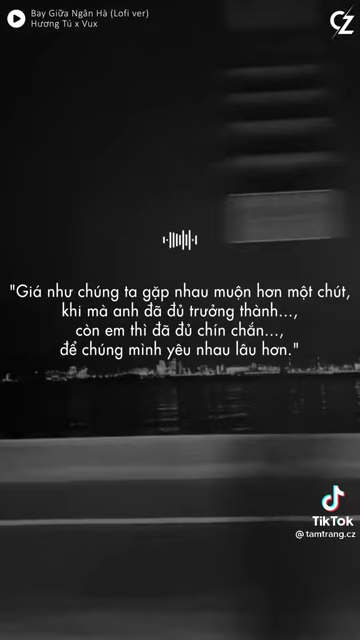 Bay Giữa Ngân Hà (Lofi ver)
Hương Tú x Vux
CZ
"Giá như chúng ta gặp nhau muộn hơn một chút,
khi mà anh đã đủ trưởng thành...,
còn em thì đã đủ chín chắn...,
để chúng mình yêu nhau lâu hơn."
TikTok
@tamtrang.cz